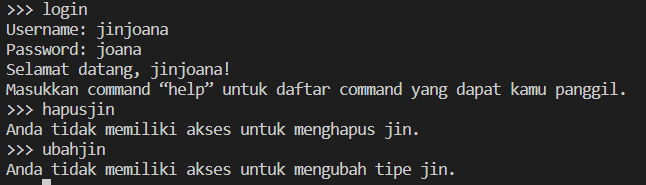 >>> login
Username: jinjoana
Password: joana
Selamat datang, jinjoana!
Masukkan command “help” untuk daftar command yang dapat kamu panggil.
>>> hapusjin
Anda tidak memiliki akses untuk menghapus jin.
>>> ubahjin
Anda tidak memiliki akses untuk mengubah tipe jin.